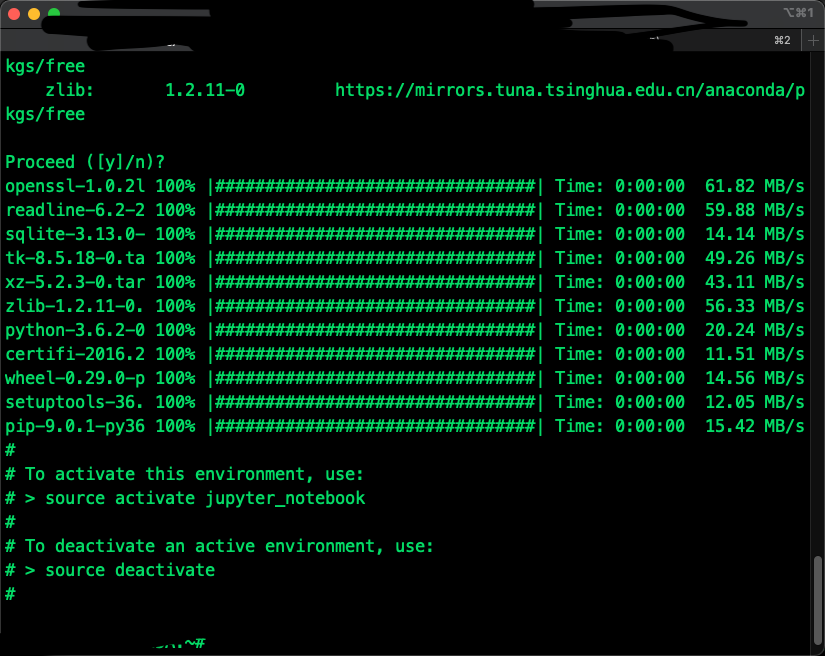 ⌥⌘1
⌘2
kgs/free
zlib: 1.2.11-0 https://mirrors.tuna.tsinghua.edu.cn/anaconda/p
kgs/free
Proceed ([y]/n)?
openssl-1.0.2l 100% |################################| Time: 0:00:00 61.82 MB/s
readline-6.2-2 100% |################################| Time: 0:00:00 59.88 MB/s
sqlite-3.13.0- 100% |################################| Time: 0:00:00 14.14 MB/s
tk-8.5.18-0.ta 100% |################################| Time: 0:00:00 49.26 MB/s
xz-5.2.3-0.tar 100% |################################| Time: 0:00:00 43.11 MB/s
zlib-1.2.11-0. 100% |################################| Time: 0:00:00 56.33 MB/s
python-3.6.2-0 100% |################################| Time: 0:00:00 20.24 MB/s
certifi-2016.2 100% |################################| Time: 0:00:00 11.51 MB/s
wheel-0.29.0-p 100% |################################| Time: 0:00:00 14.56 MB/s
setuptools-36. 100% |################################| Time: 0:00:00 12.05 MB/s
pip-9.0.1-py36 100% |################################| Time: 0:00:00 15.42 MB/s
#
# To activate this environment, use:
# > source activate jupyter_notebook
#
# To deactivate an active environment, use:
# > source deactivate
#
:~#